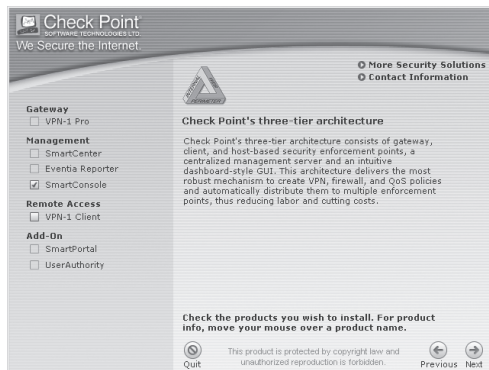 Check Point
SOFTWARE TECHNOLOGIES LTD.
We Secure the Internet.
More Security Solutions
Contact Information
Gateway
VPN-1 Pro
Management
SmartCenter
Eventia Reporter
SmartConsole
Remote Access
VPN-1 Client
Add-On
SmartPortal
UserAuthority
PERIMETER
Check Point's three-tier architecture
Check Point's three-tier architecture consists of gateway,
client, and host-based security enforcement points, a
centralized management server and an intuitive
dashboard-style GUI. This architecture delivers the most
robust mechanism to create VPN, firewall, and QoS policies
and automatically distribute them to multiple enforcement
points, thus reducing labor and cutting costs.
Check the products you wish to install. For product
info, move your mouse over a product name.
Quit
This product is protected by copyright law and
unauthorized reproduction is forbidden.
Previous
Next